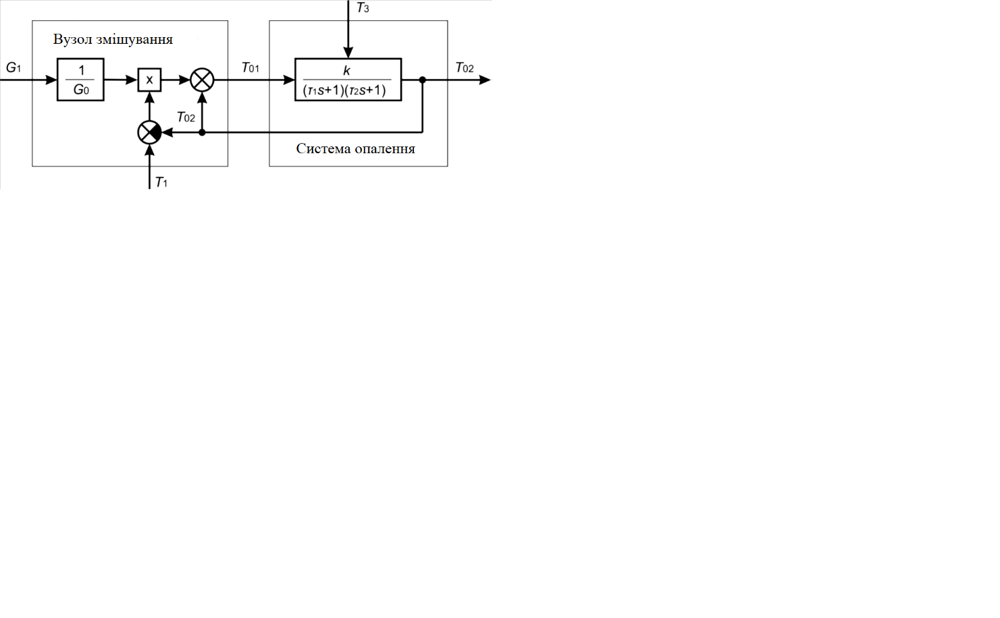 T3
Вузол змішування
G1
1
G0
x
T01
k
(τ1s+1)(τ2s+1)
T02
T02
Система опалення
T1